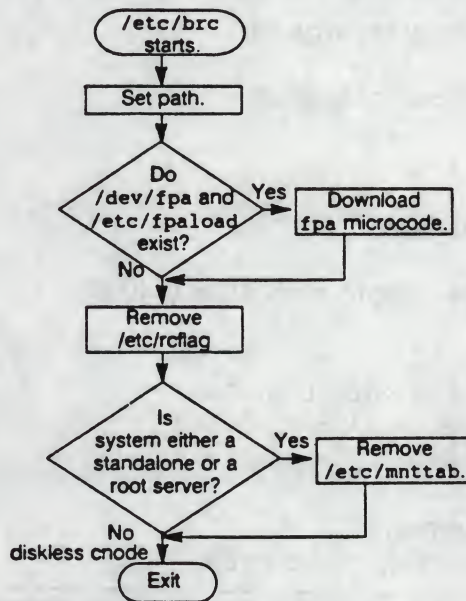 /etc/brc
starts.
Set path.
Do
/dev/fpa and
/etc/fpaload
exist?
Yes
Download
fpa microcode.
No
Remove
/etc/rcflag
Is
system either a
standalone or a
root server?
Yes
Remove
/etc/mnttab.
No
diskless cnode
Exit